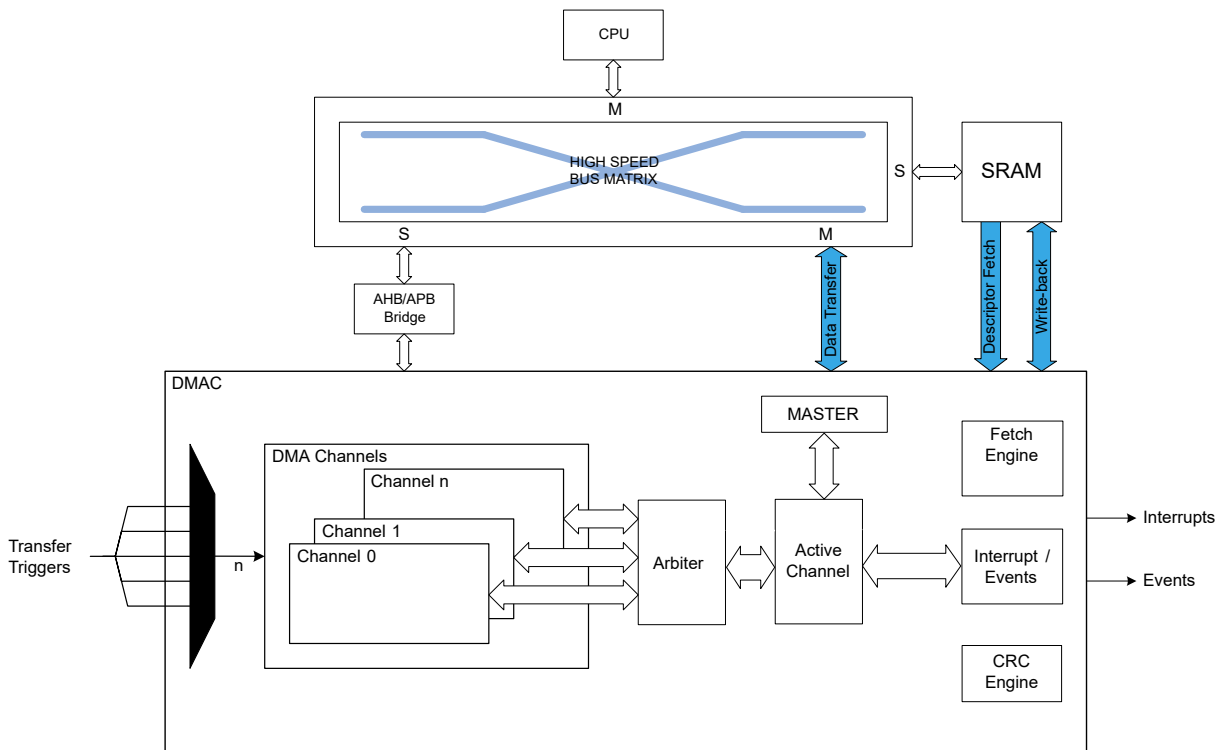 CPU
M
HIGH SPEED
BUS MATRIX
S
SRAM
S
M
AHB/APB
Bridge
Data Transfer
Descriptor Fetch
Write-back
DMAC
MASTER
Fetch
Engine
DMA Channels
Channel n
Channel 1
Channel 0
Transfer
Triggers
n
Arbiter
Active
Channel
Interrupt /
Events
Interrupts
Events
CRC
Engine